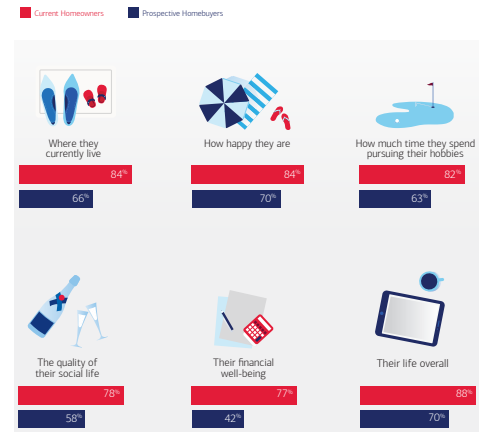 Current Homeowners
Prospective Homebuyers
Where they
currently live
84%
66%
How happy they are
84%
70%
How much time they spend
pursuing their hobbies
82%
63%
The quality of
their social life
78%
58%
Their financial
well-being
77%
42%
Their life overall
88%
70%